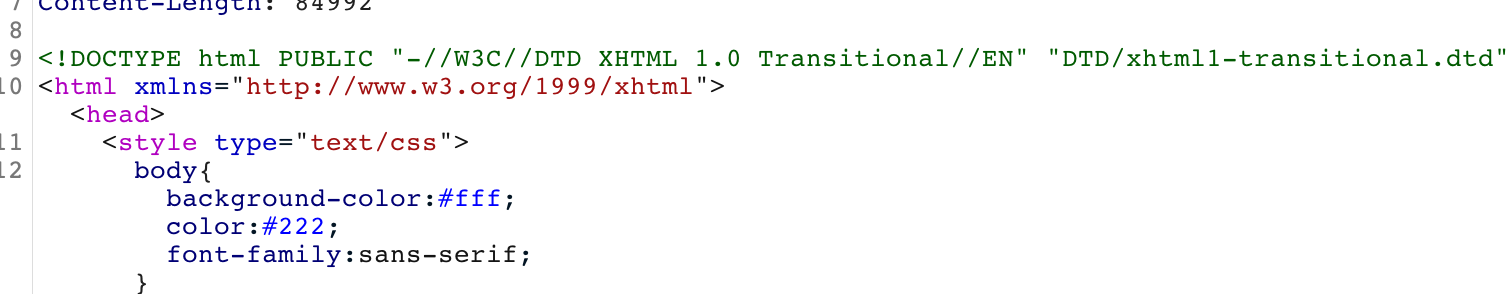 7 Content-Length: 84992
8
9 <!DOCTYPE html PUBLIC "-//W3C//DTD XHTML 1.0 Transitional//EN" "DTD/xhtml1-transitional.dtd"
10 <html xmlns="http://www.w3.org/1999/xhtml">
<head>
11 <style type="text/css">
12 body{
background-color:#fff;
color:#222;
font-family:sans-serif;
}